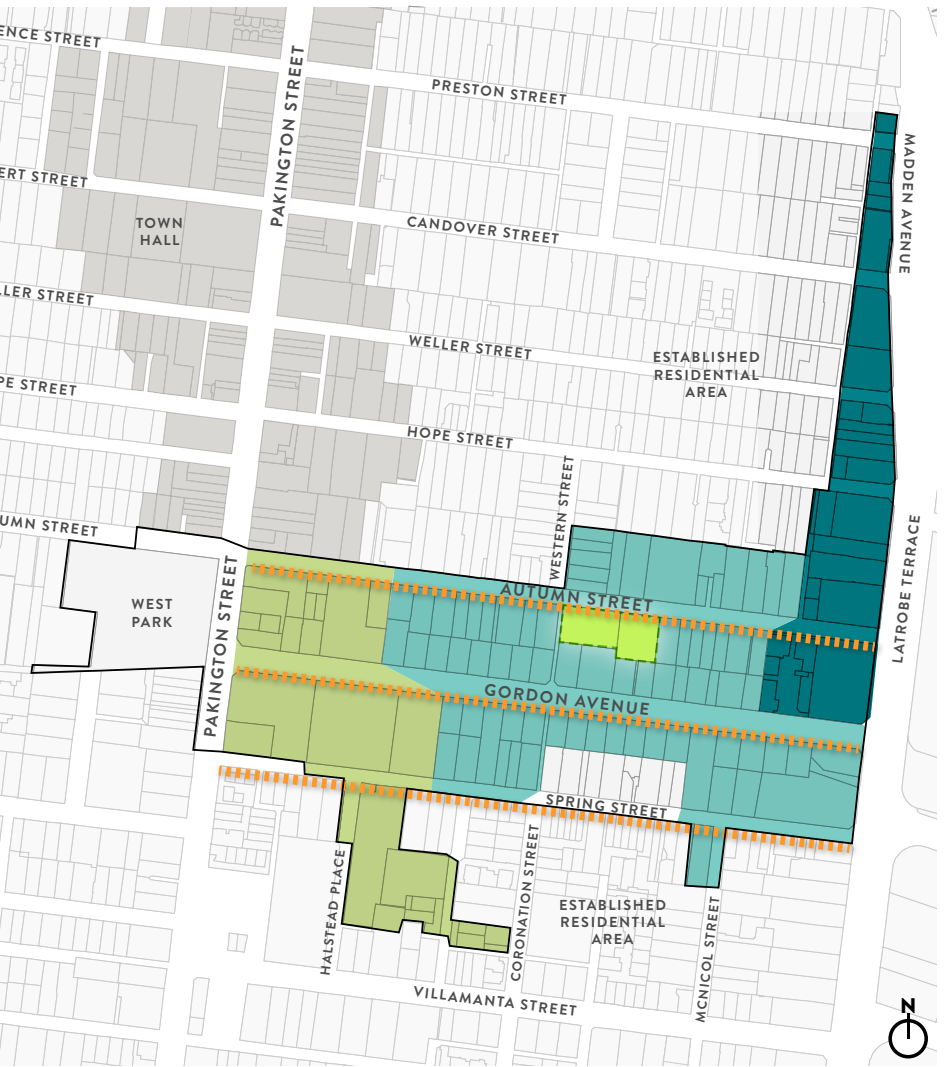 ENCE STREET
PRESTON STREET
PAKINGTON STREET
MADDEN AVENUE
ERT STREET
TOWN
HALL
CANDOVER STREET
LLER STREET
WELLER STREET
ESTABLISHED
RESIDENTIAL
AREA
PE STREET
HOPE STREET
WESTERN STREET
UMN STREET
LATROBE TERRACE
WEST
PARK
PAKINGTON STREET
AUTUMN STREET
GORDON AVENUE
SPRING STREET
HALSTEAD PLACE
CORONATION STREET
ESTABLISHED
RESIDENTIAL
AREA
MCNICOL STREET
VILLAMANTA STREET
N